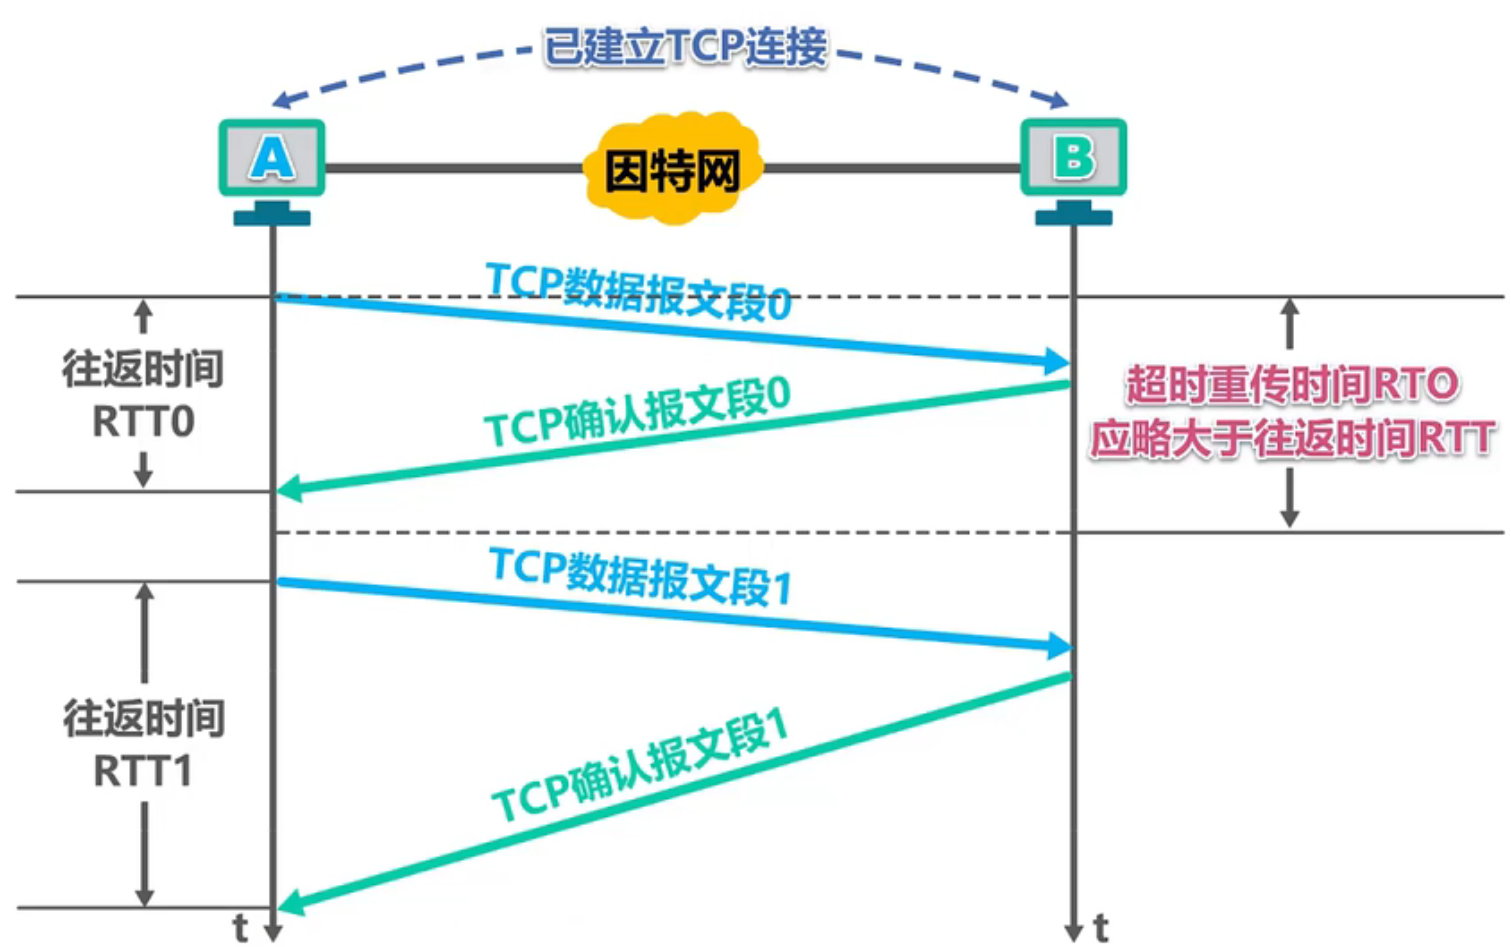 已建立TCP连接
A
因特网
B
TCP数据报文段0
往返时间
RTT0
TCP确认报文段0
超时重传时间RTO
应略大于往返时间RTT
TCP数据报文段1
往返时间
RTT1
TCP确认报文段1
t
t